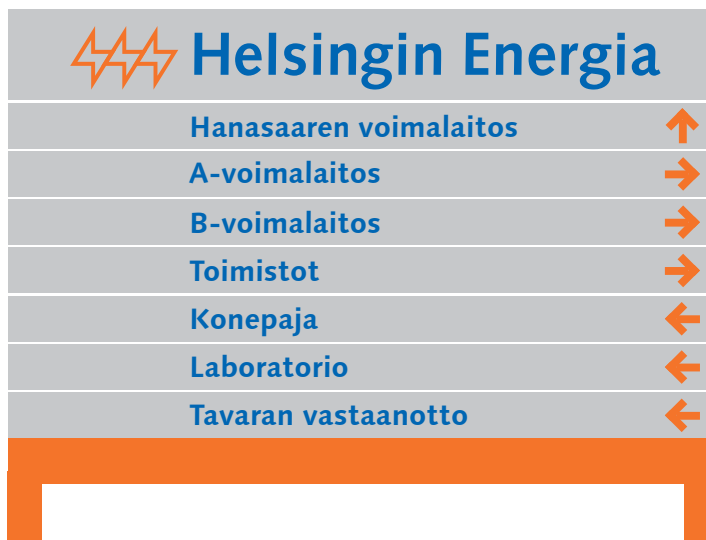 Helsingin Energia
Hanasaaren voimalaitos
A-voimalaitos
B-voimalaitos
Toimistot
Konepaja
Laboratorio
Tavaran vastaanotto